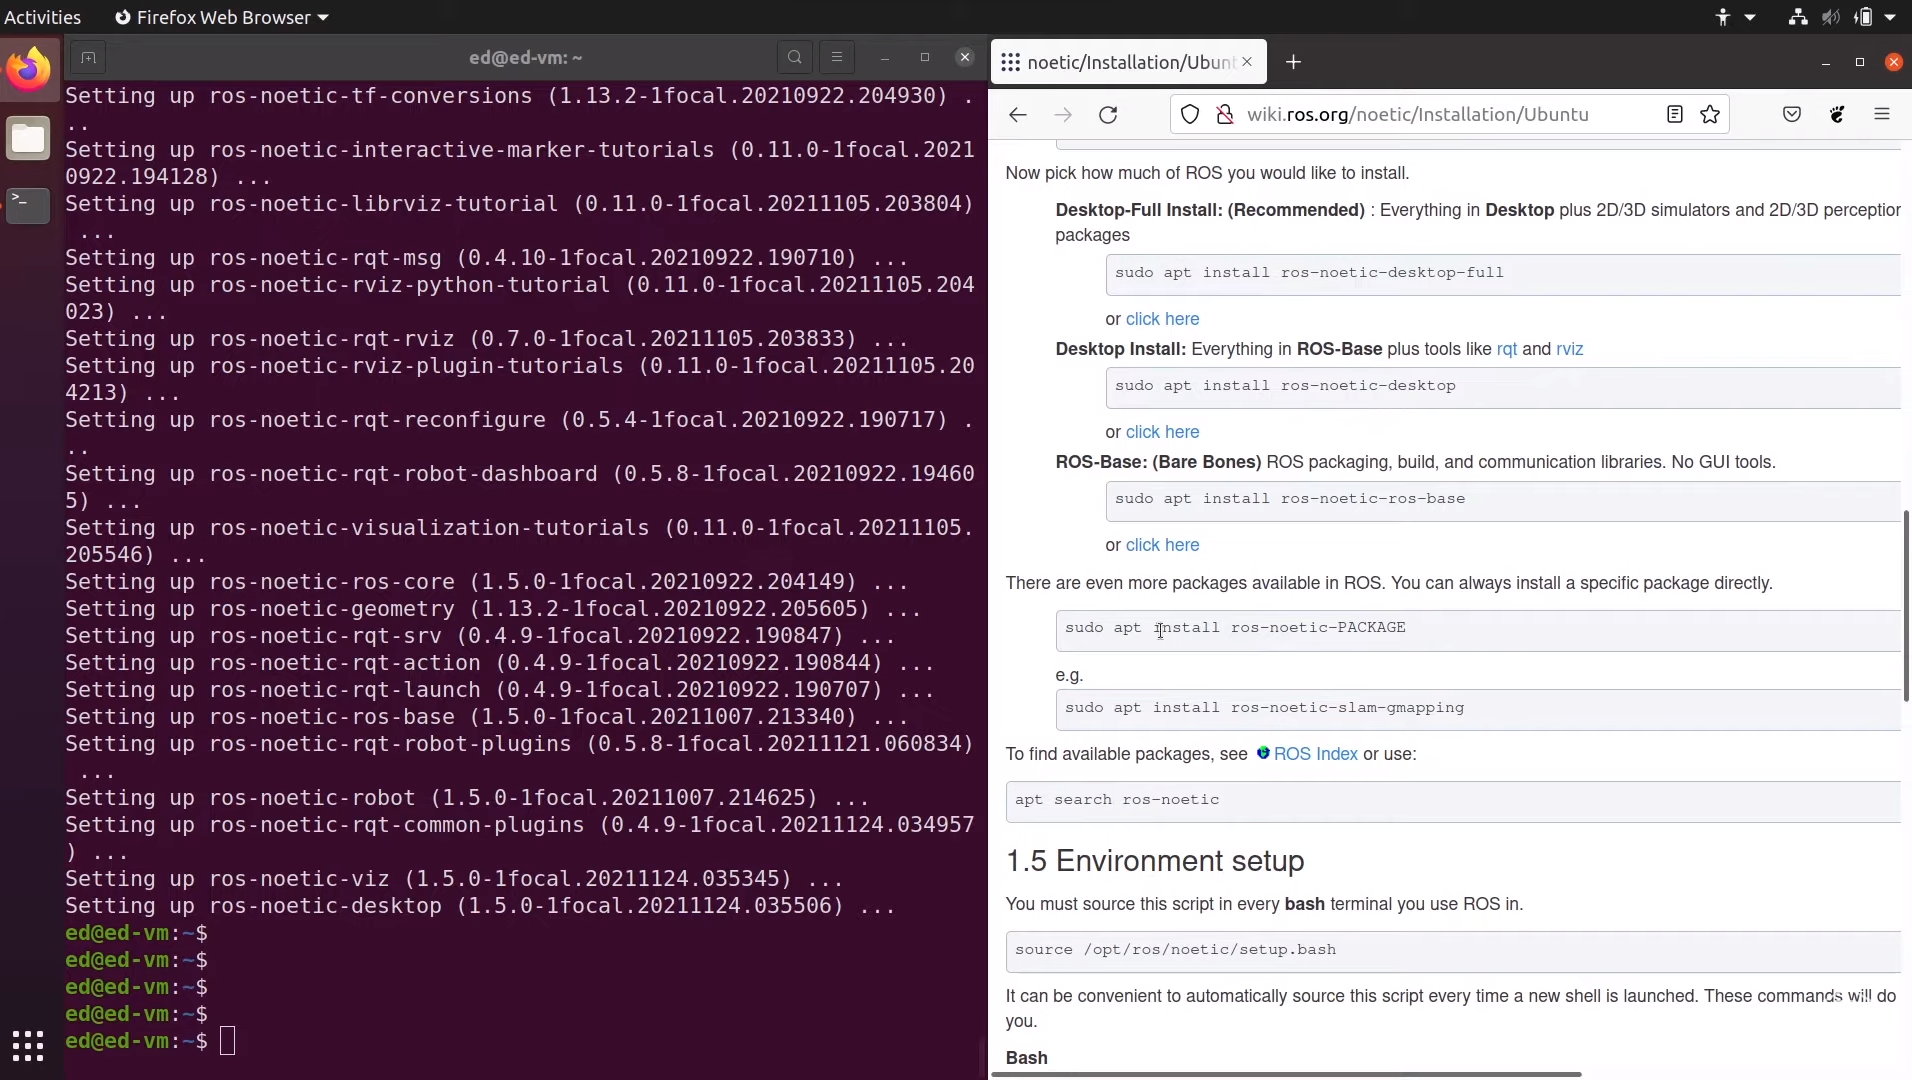 Activities
Firefox Web Browser
ed@ed-vm: ~
Setting up ros-noetic-tf-conversions (1.13.2-1focal.20210922.204930) .
..
Setting up ros-noetic-interactive-marker-tutorials (0.11.0-1focal.2021
0922.194128) ...
Setting up ros-noetic-librviz-tutorial (0.11.0-1focal.20211105.203804)
...
Setting up ros-noetic-rqt-msg (0.4.10-1focal.20210922.190710) ...
Setting up ros-noetic-rviz-python-tutorial (0.11.0-1focal.20211105.204
023) ...
Setting up ros-noetic-rqt-rviz (0.7.0-1focal.20211105.203833) ...
Setting up ros-noetic-rviz-plugin-tutorials (0.11.0-1focal.20211105.20
4213) ...
Setting up ros-noetic-rqt-reconfigure (0.5.4-1focal.20210922.190717) .
..
Setting up ros-noetic-rqt-robot-dashboard (0.5.8-1focal.20210922.19460
5) ...
Setting up ros-noetic-visualization-tutorials (0.11.0-1focal.20211105.
205546) ...
Setting up ros-noetic-ros-core (1.5.0-1focal.20210922.204149) ...
Setting up ros-noetic-geometry (1.13.2-1focal.20210922.205605) ...
Setting up ros-noetic-rqt-srv (0.4.9-1focal.20210922.190847) ...
Setting up ros-noetic-rqt-action (0.4.9-1focal.20210922.190844) ...
Setting up ros-noetic-rqt-launch (0.4.9-1focal.20210922.190707) ...
Setting up ros-noetic-ros-base (1.5.0-1focal.20211007.213340) ...
Setting up ros-noetic-rqt-robot-plugins (0.5.8-1focal.20211121.060834)
...
Setting up ros-noetic-robot (1.5.0-1focal.20211007.214625) ...
Setting up ros-noetic-rqt-common-plugins (0.4.9-1focal.20211124.034957
) ...
Setting up ros-noetic-viz (1.5.0-1focal.20211124.035345) ...
Setting up ros-noetic-desktop (1.5.0-1focal.20211124.035506) ...
ed@ed-vm:~$
ed@ed-vm:~$
ed@ed-vm:~$
ed@ed-vm:~$
ed@ed-vm:~$
noetic/Installation/Ubunt
wiki.ros.org/noetic/Installation/Ubuntu
Now pick how much of ROS you would like to install.
Desktop-Full Install: (Recommended) : Everything in Desktop plus 2D/3D simulators and 2D/3D perception
packages
sudo apt install ros-noetic-desktop-full
or click here
Desktop Install: Everything in ROS-Base plus tools like rqt and rviz
sudo apt install ros-noetic-desktop
or click here
ROS-Base: (Bare Bones) ROS packaging, build, and communication libraries. No GUI tools.
sudo apt install ros-noetic-ros-base
or click here
There are even more packages available in ROS. You can always install a specific package directly.
sudo apt install ros-noetic-PACKAGE
e.g.
sudo apt install ros-noetic-slam-gmapping
To find available packages, see ROS Index or use:
apt search ros-noetic
1.5 Environment setup
You must source this script in every bash terminal you use ROS in.
source /opt/ros/noetic/setup.bash
It can be convenient to automatically source this script every time a new shell is launched. These commands will do
you.
Bash